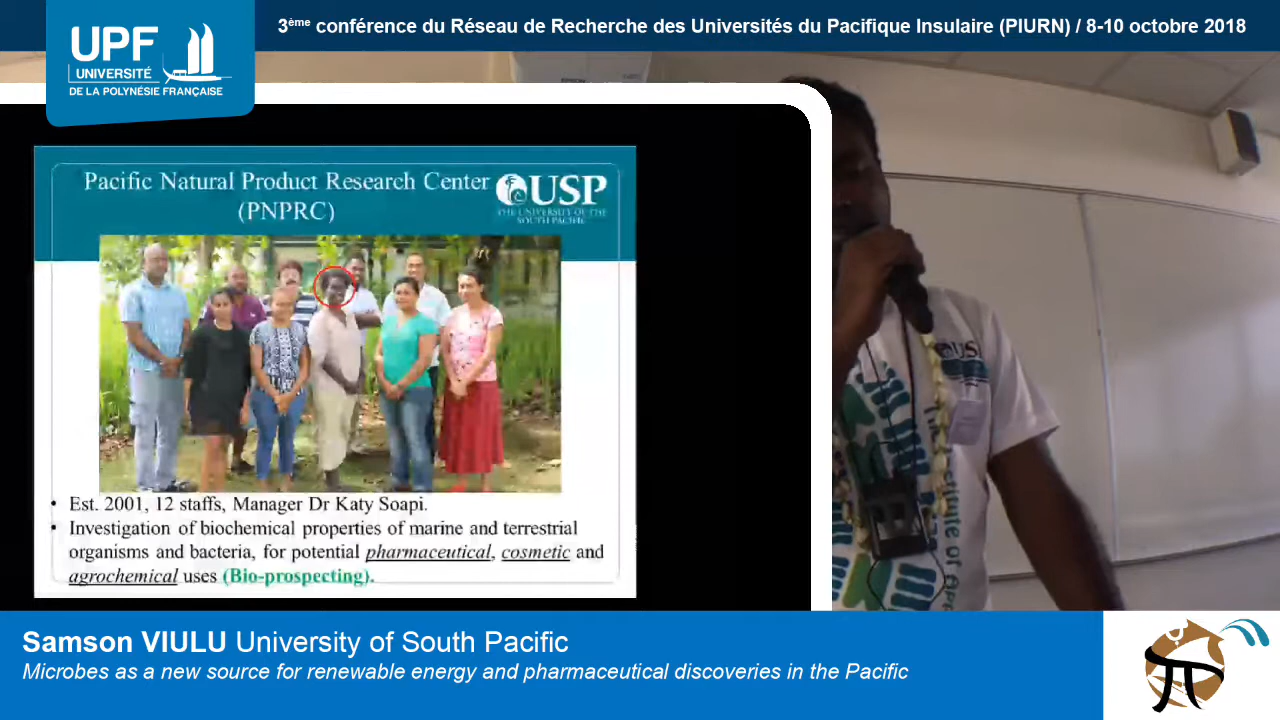 3ème conférence du Réseau de Recherche des Universités du Pacifique Insulaire (PIURN) / 8-10 octobre 2018
UPF
UNIVERSITÉ
DE LA POLYNÉSIE FRANÇAISE
Pacific Natural Product Research Center
(PNPRC)
USP
THE UNIVERSITY OF THE
SOUTH PACIFIC
• Est. 2001, 12 staffs, Manager Dr Katy Soapi.
• Investigation of biochemical properties of marine and terrestrial
organisms and bacteria, for potential pharmaceutical, cosmetic and
agrochemical uses (Bio-prospecting).
USP
Samson VIULU University of South Pacific
Microbes as a new source for renewable energy and pharmaceutical discoveries in the Pacific